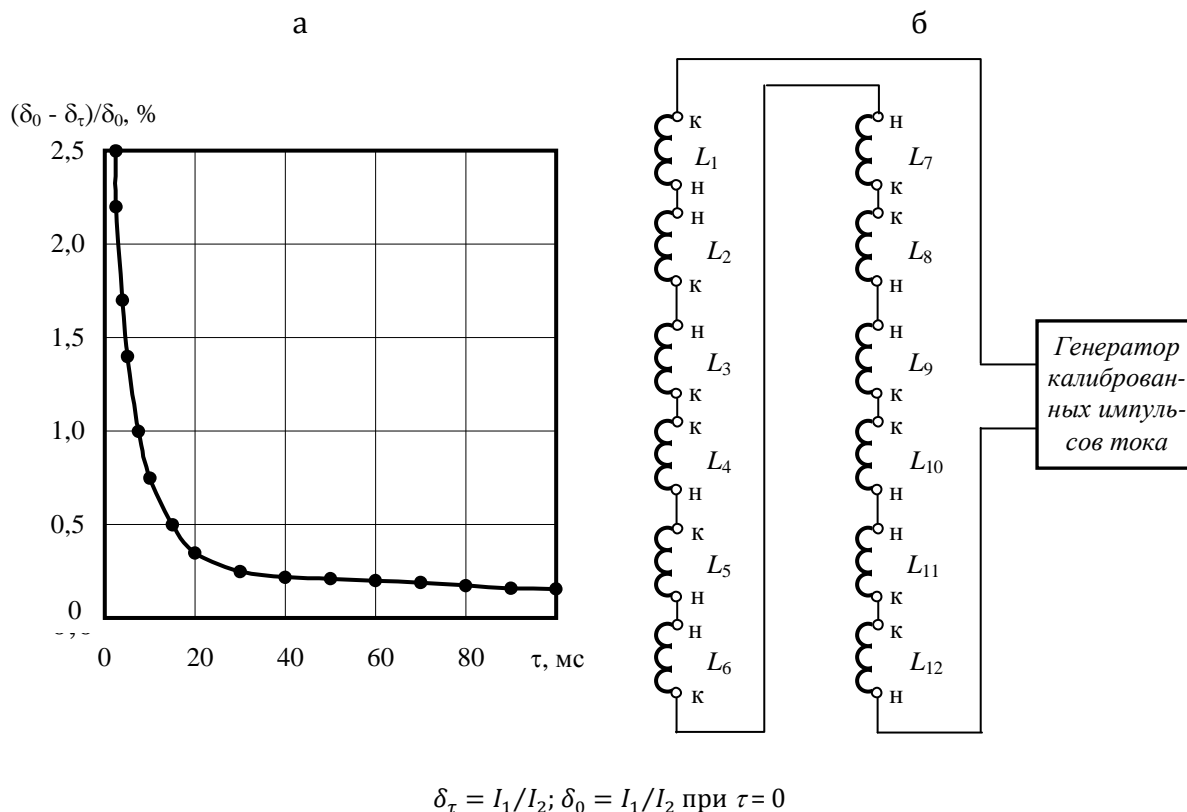 а
б
(δ₀ - δτ)/δ₀, %
2,5
2,0
1,5
1,0
0,5
0
0
20
40
60
80
τ, мс
к
L₁
н
н
L₂
к
н
L₃
к
к
L₄
н
к
L₅
н
н
L₆
к
н
L₇
к
к
L₈
н
н
L₉
к
к
L₁₀
н
н
L₁₁
к
к
L₁₂
н
Генератор
калиброван-
ных импуль-
сов тока
δτ = I₁/I₂; δ₀ = I₁/I₂ при τ = 0